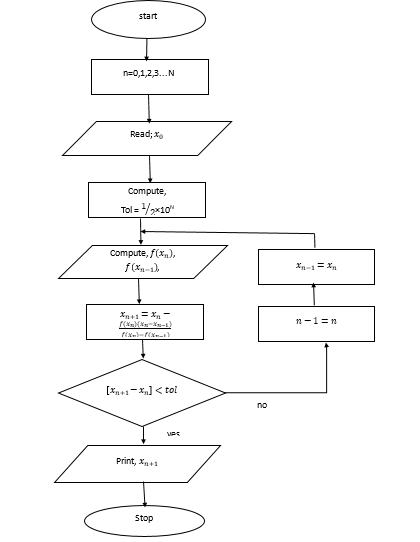 start
n=0,1,2,3…N
Read; x₀
Compute,
Tol = 1/2×10ᴺ
Compute, f(xₙ),
f(xₙ₋₁),
xₙ₊₁ = xₙ −
f(xₙ)(xₙ−xₙ₋₁)
f(xₙ)−f(xₙ₋₁)
xₙ₋₁ = xₙ
n − 1 = n
[xₙ₊₁ − xₙ] < tol
no
yes
Print, xₙ₊₁
Stop